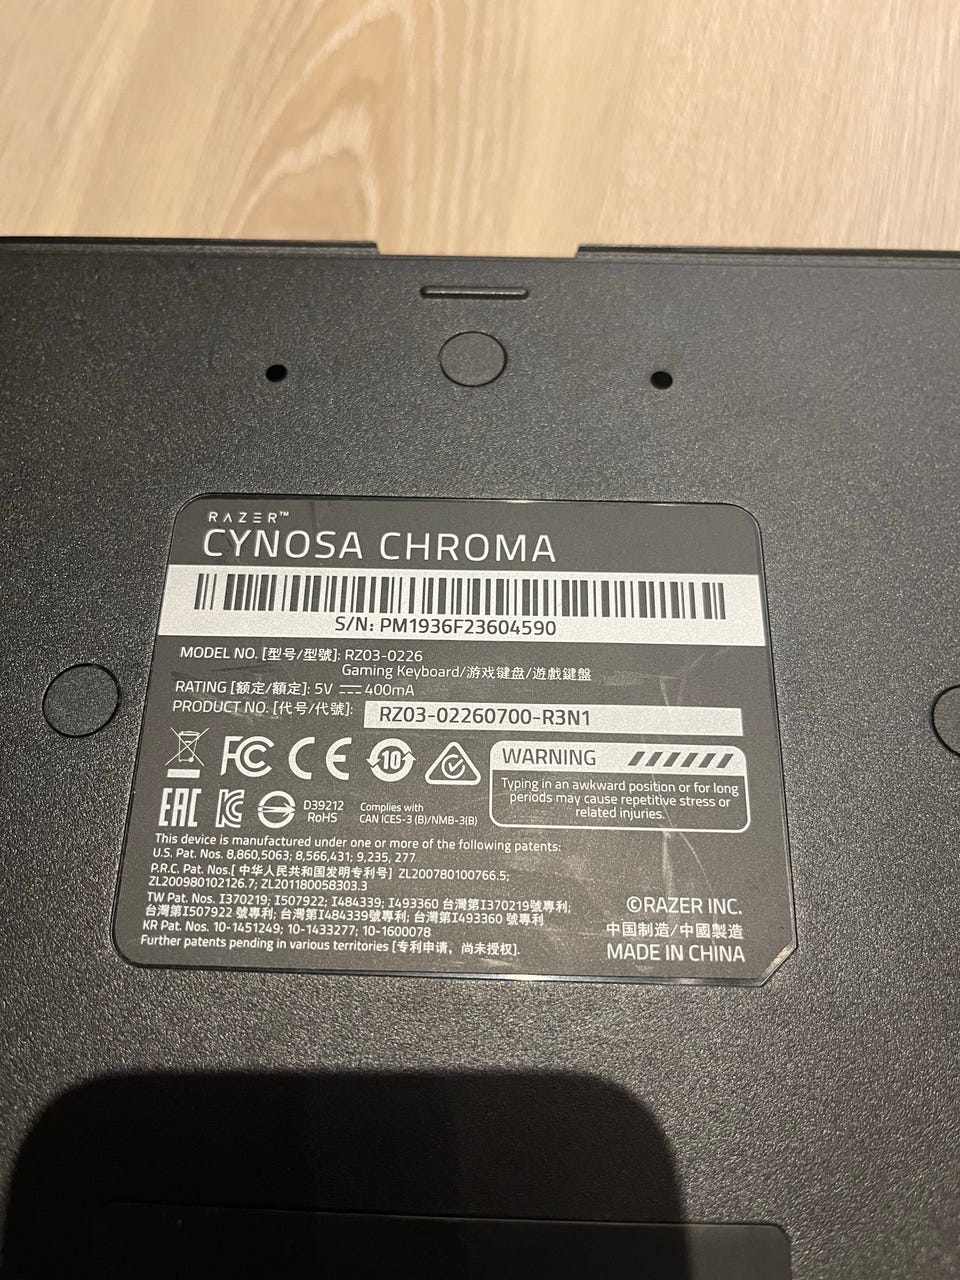 RAZER™
CYNOSA CHROMA
S/N: PM1936F23604590
MODEL NO. [型号/型號]: RZ03-0226
Gaming Keyboard/游戏键盘/遊戲鍵盤
RATING [额定/額定]: 5V ⎓ 400mA
PRODUCT NO. [代号/代號]: RZ03-02260700-R3N1
FC CE 10
WARNING
Typing in an awkward position or for long
periods may cause repetitive stress or
related injuries.
EAC KC D39212
RoHS
Complies with
CAN ICES-3 (B)/NMB-3(B)
This device is manufactured under one or more of the following patents:
U.S. Pat. Nos. 8,860,5063; 8,566,431; 9,235, 277
P.R.C. Pat. Nos.[ 中华人民共和国发明专利号] ZL200780100766.5;
ZL200980102126.7; ZL201180058303.3
TW Pat. Nos. I370219; I507922; I484339; I493360 台灣第I370219號專利;
台灣第I507922 號專利; 台灣第I484339號專利; 台灣第I493360 號專利
KR Pat. Nos. 10-1451249; 10-1433277; 10-1600078
Further patents pending in various territories [专利申请，尚未授权].
©RAZER INC.
中国制造/中國製造
MADE IN CHINA